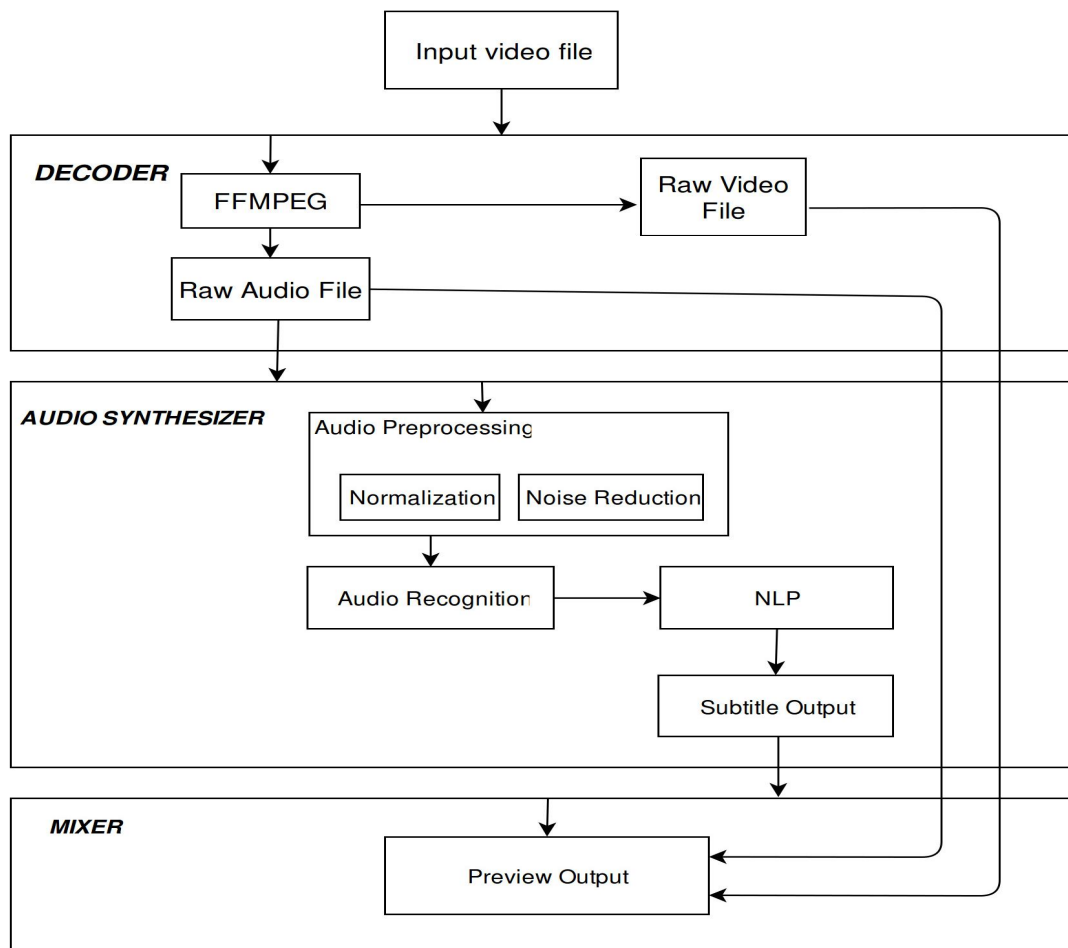 Input video file
DECODER
FFMPEG
Raw Video
File
Raw Audio File
AUDIO SYNTHESIZER
Audio Preprocessing
Normalization
Noise Reduction
Audio Recognition
NLP
Subtitle Output
MIXER
Preview Output